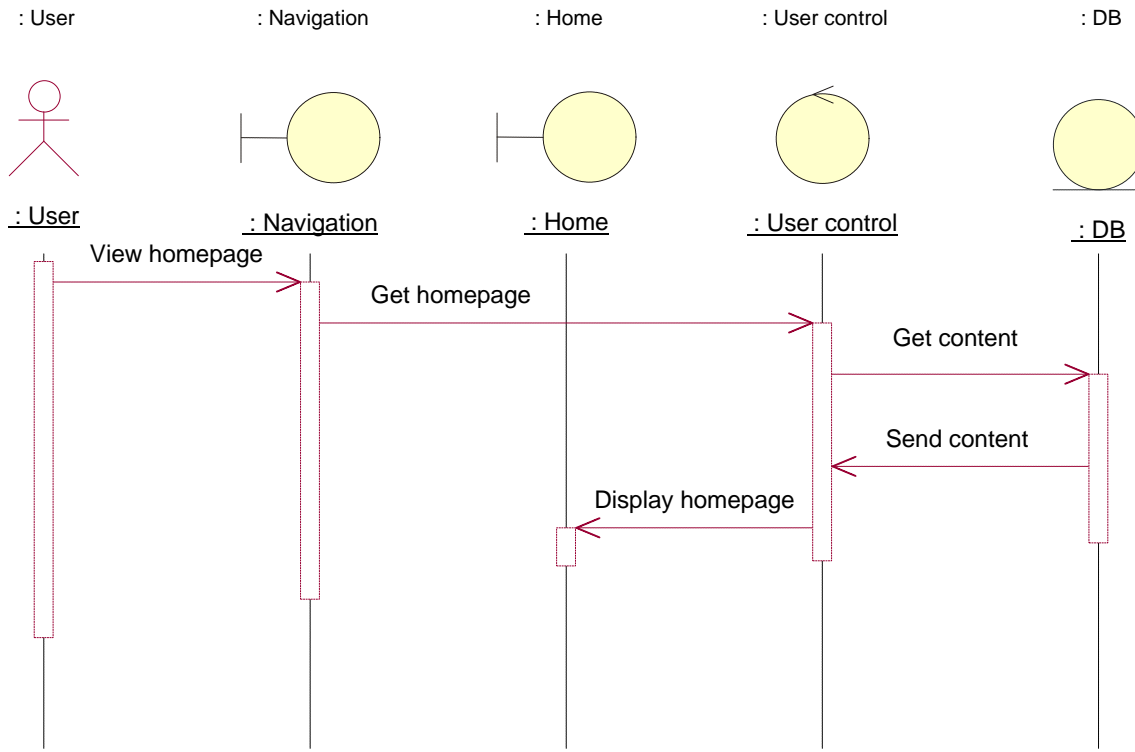 : User
: Navigation
: Home
: User control
: DB
: User
: Navigation
: Home
: User control
: DB
View homepage
Get homepage
Get content
Send content
Display homepage